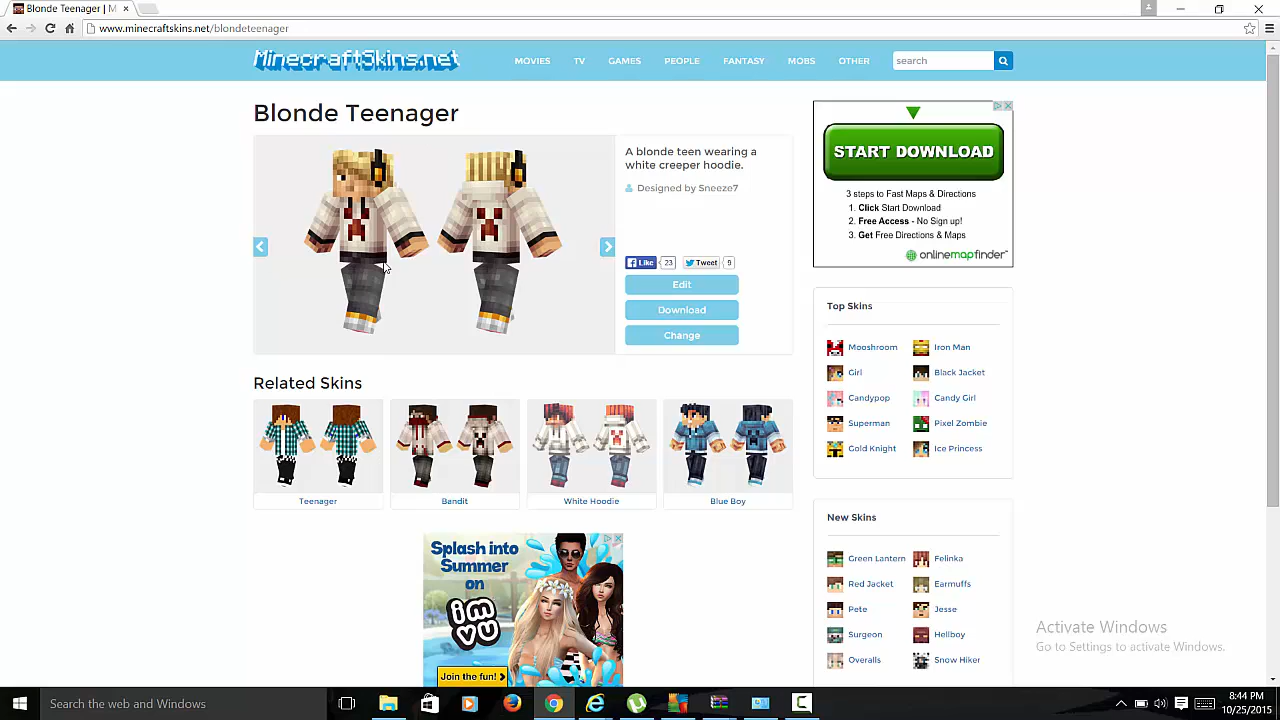 Blonde Teenager | M
www.minecraftskins.net/blondeteenager
MinecraftSkins.net
MOVIES TV GAMES PEOPLE FANTASY MOBS OTHER
search
Blonde Teenager
A blonde teen wearing a
white creeper hoodie.
Designed by Sneeze7
Like 23 Tweet 9
Edit
Download
Change
START DOWNLOAD
3 steps to Fast Maps & Directions
1. Click Start Download
2. Free Access - No Sign up!
3. Get Free Directions & Maps
onlinemapfinder
Top Skins
Mooshroom Iron Man
Girl Black Jacket
Candypop Candy Girl
Superman Pixel Zombie
Gold Knight Ice Princess
Related Skins
Teenager Bandit White Hoodie Blue Boy
New Skins
Green Lantern Felinka
Red Jacket Earmuffs
Pete Jesse
Surgeon Hellboy
Overalls Snow Hiker
Splash into
Summer
on
imvu
Join the fun!
Activate Windows
Go to Settings to activate Windows.
Search the web and Windows
8:44 PM
10/25/2015